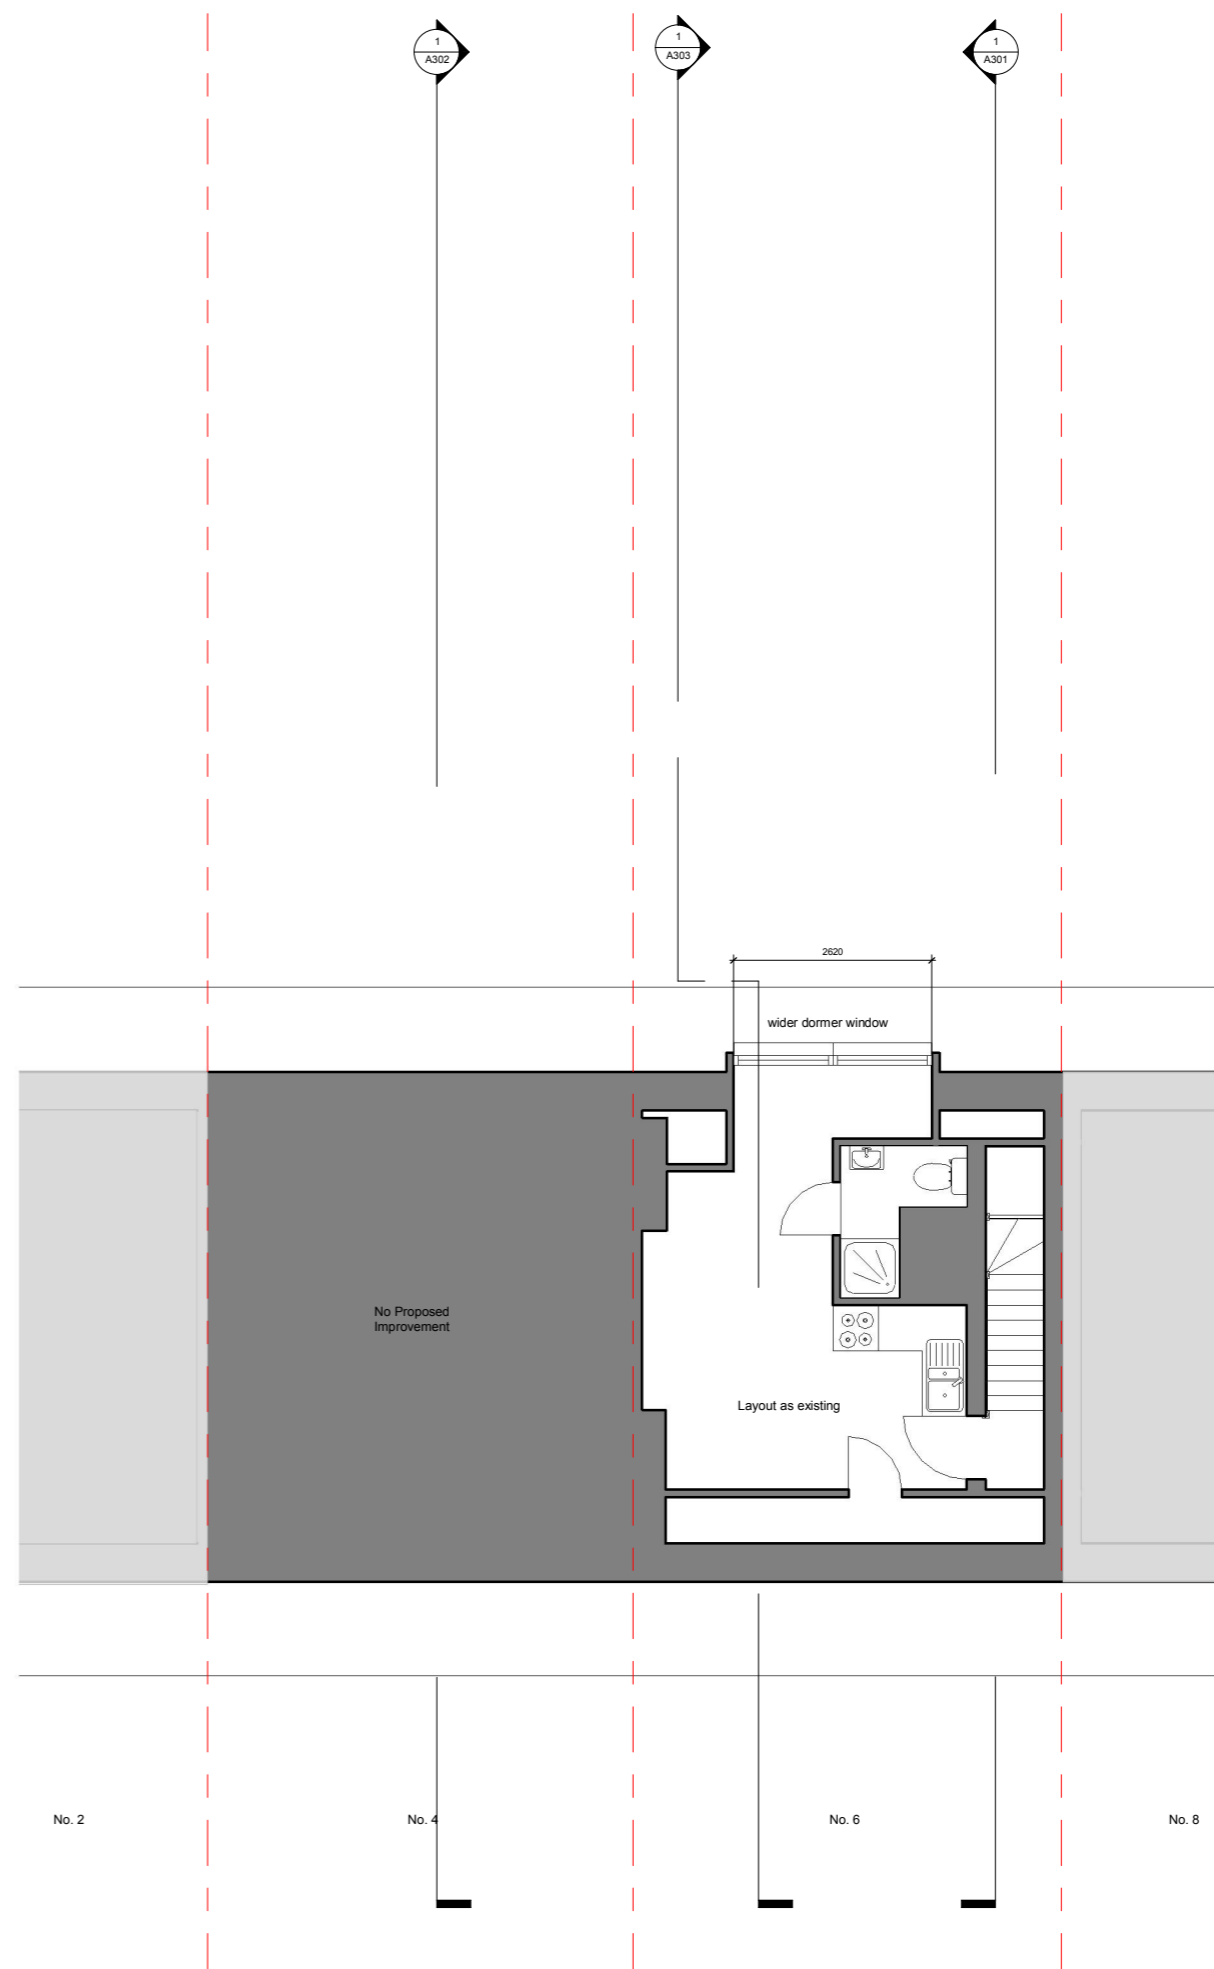 1
A302
1
A303
1
A301
2620
wider dormer window
No Proposed
Improvement
Layout as existing
No. 2
No. 4
No. 6
No. 8